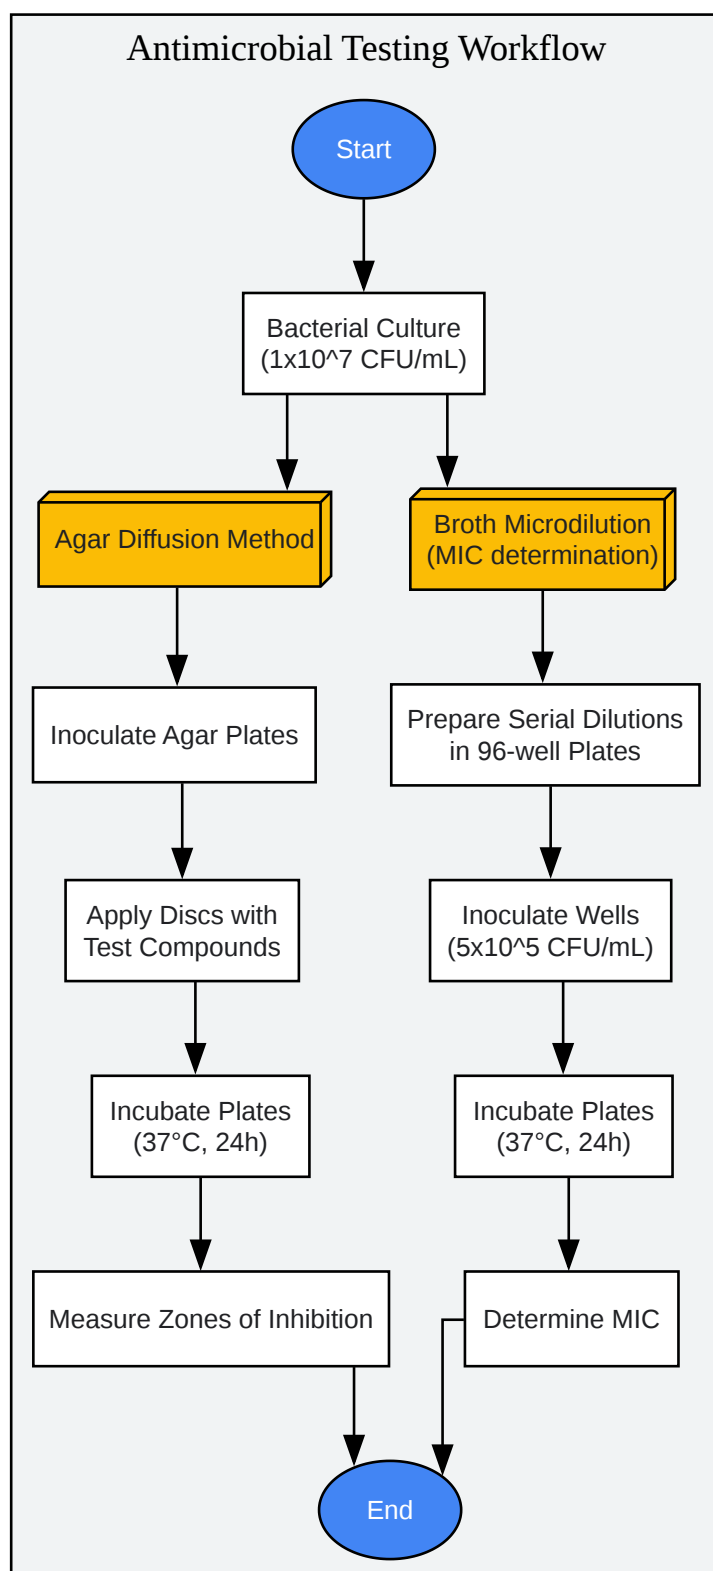 Antimicrobial Testing Workflow
Start
Bacterial Culture
(1x10^7 CFU/mL)
Agar Diffusion Method
Broth Microdilution
(MIC determination)
Inoculate Agar Plates
Prepare Serial Dilutions
in 96-well Plates
Apply Discs with
Test Compounds
Inoculate Wells
(5x10^5 CFU/mL)
Incubate Plates
(37°C, 24h)
Incubate Plates
(37°C, 24h)
Measure Zones of Inhibition
Determine MIC
End